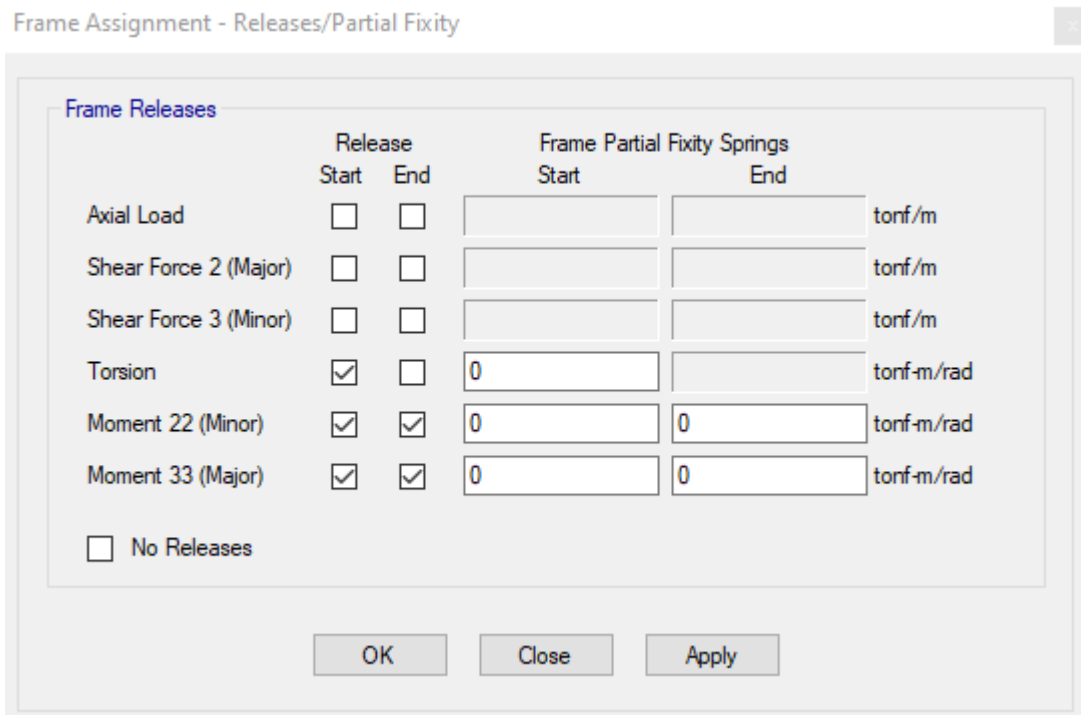 Frame Assignment - Releases/Partial Fixity
x
Frame Releases
Release Frame Partial Fixity Springs
Start End Start End
Axial Load tonf/m
Shear Force 2 (Major) tonf/m
Shear Force 3 (Minor) tonf/m
Torsion 0 tonf-m/rad
Moment 22 (Minor) 0 0 tonf-m/rad
Moment 33 (Major) 0 0 tonf-m/rad
No Releases
OK Close Apply